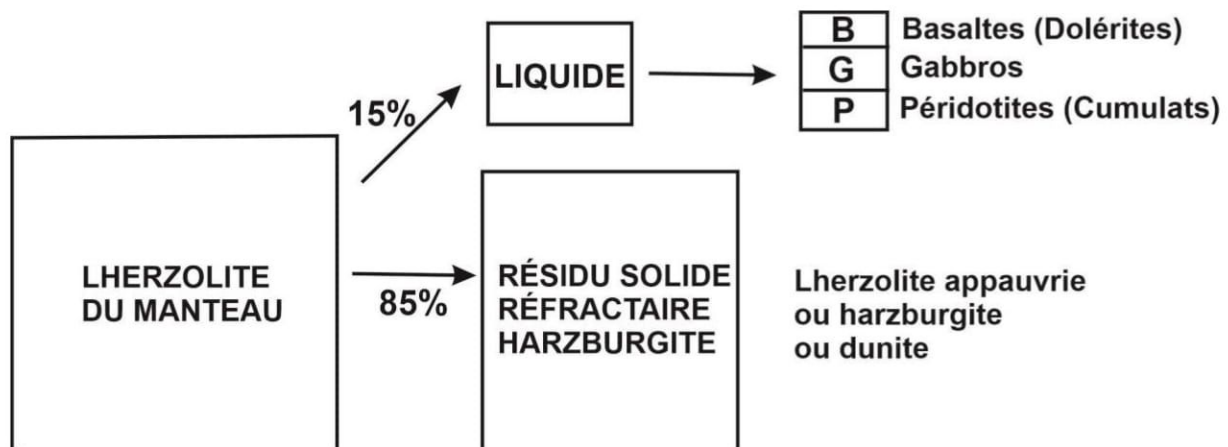 B Basaltes (Dolérites)
LIQUIDE
G Gabbros
P Péridotites (Cumulats)
15%
LHERZOLITE
DU MANTEAU
85%
RÉSIDU SOLIDE
RÉFRACTAIRE
HARZBURGITE
Lherzolite appauvrie
ou harzburgite
ou dunite